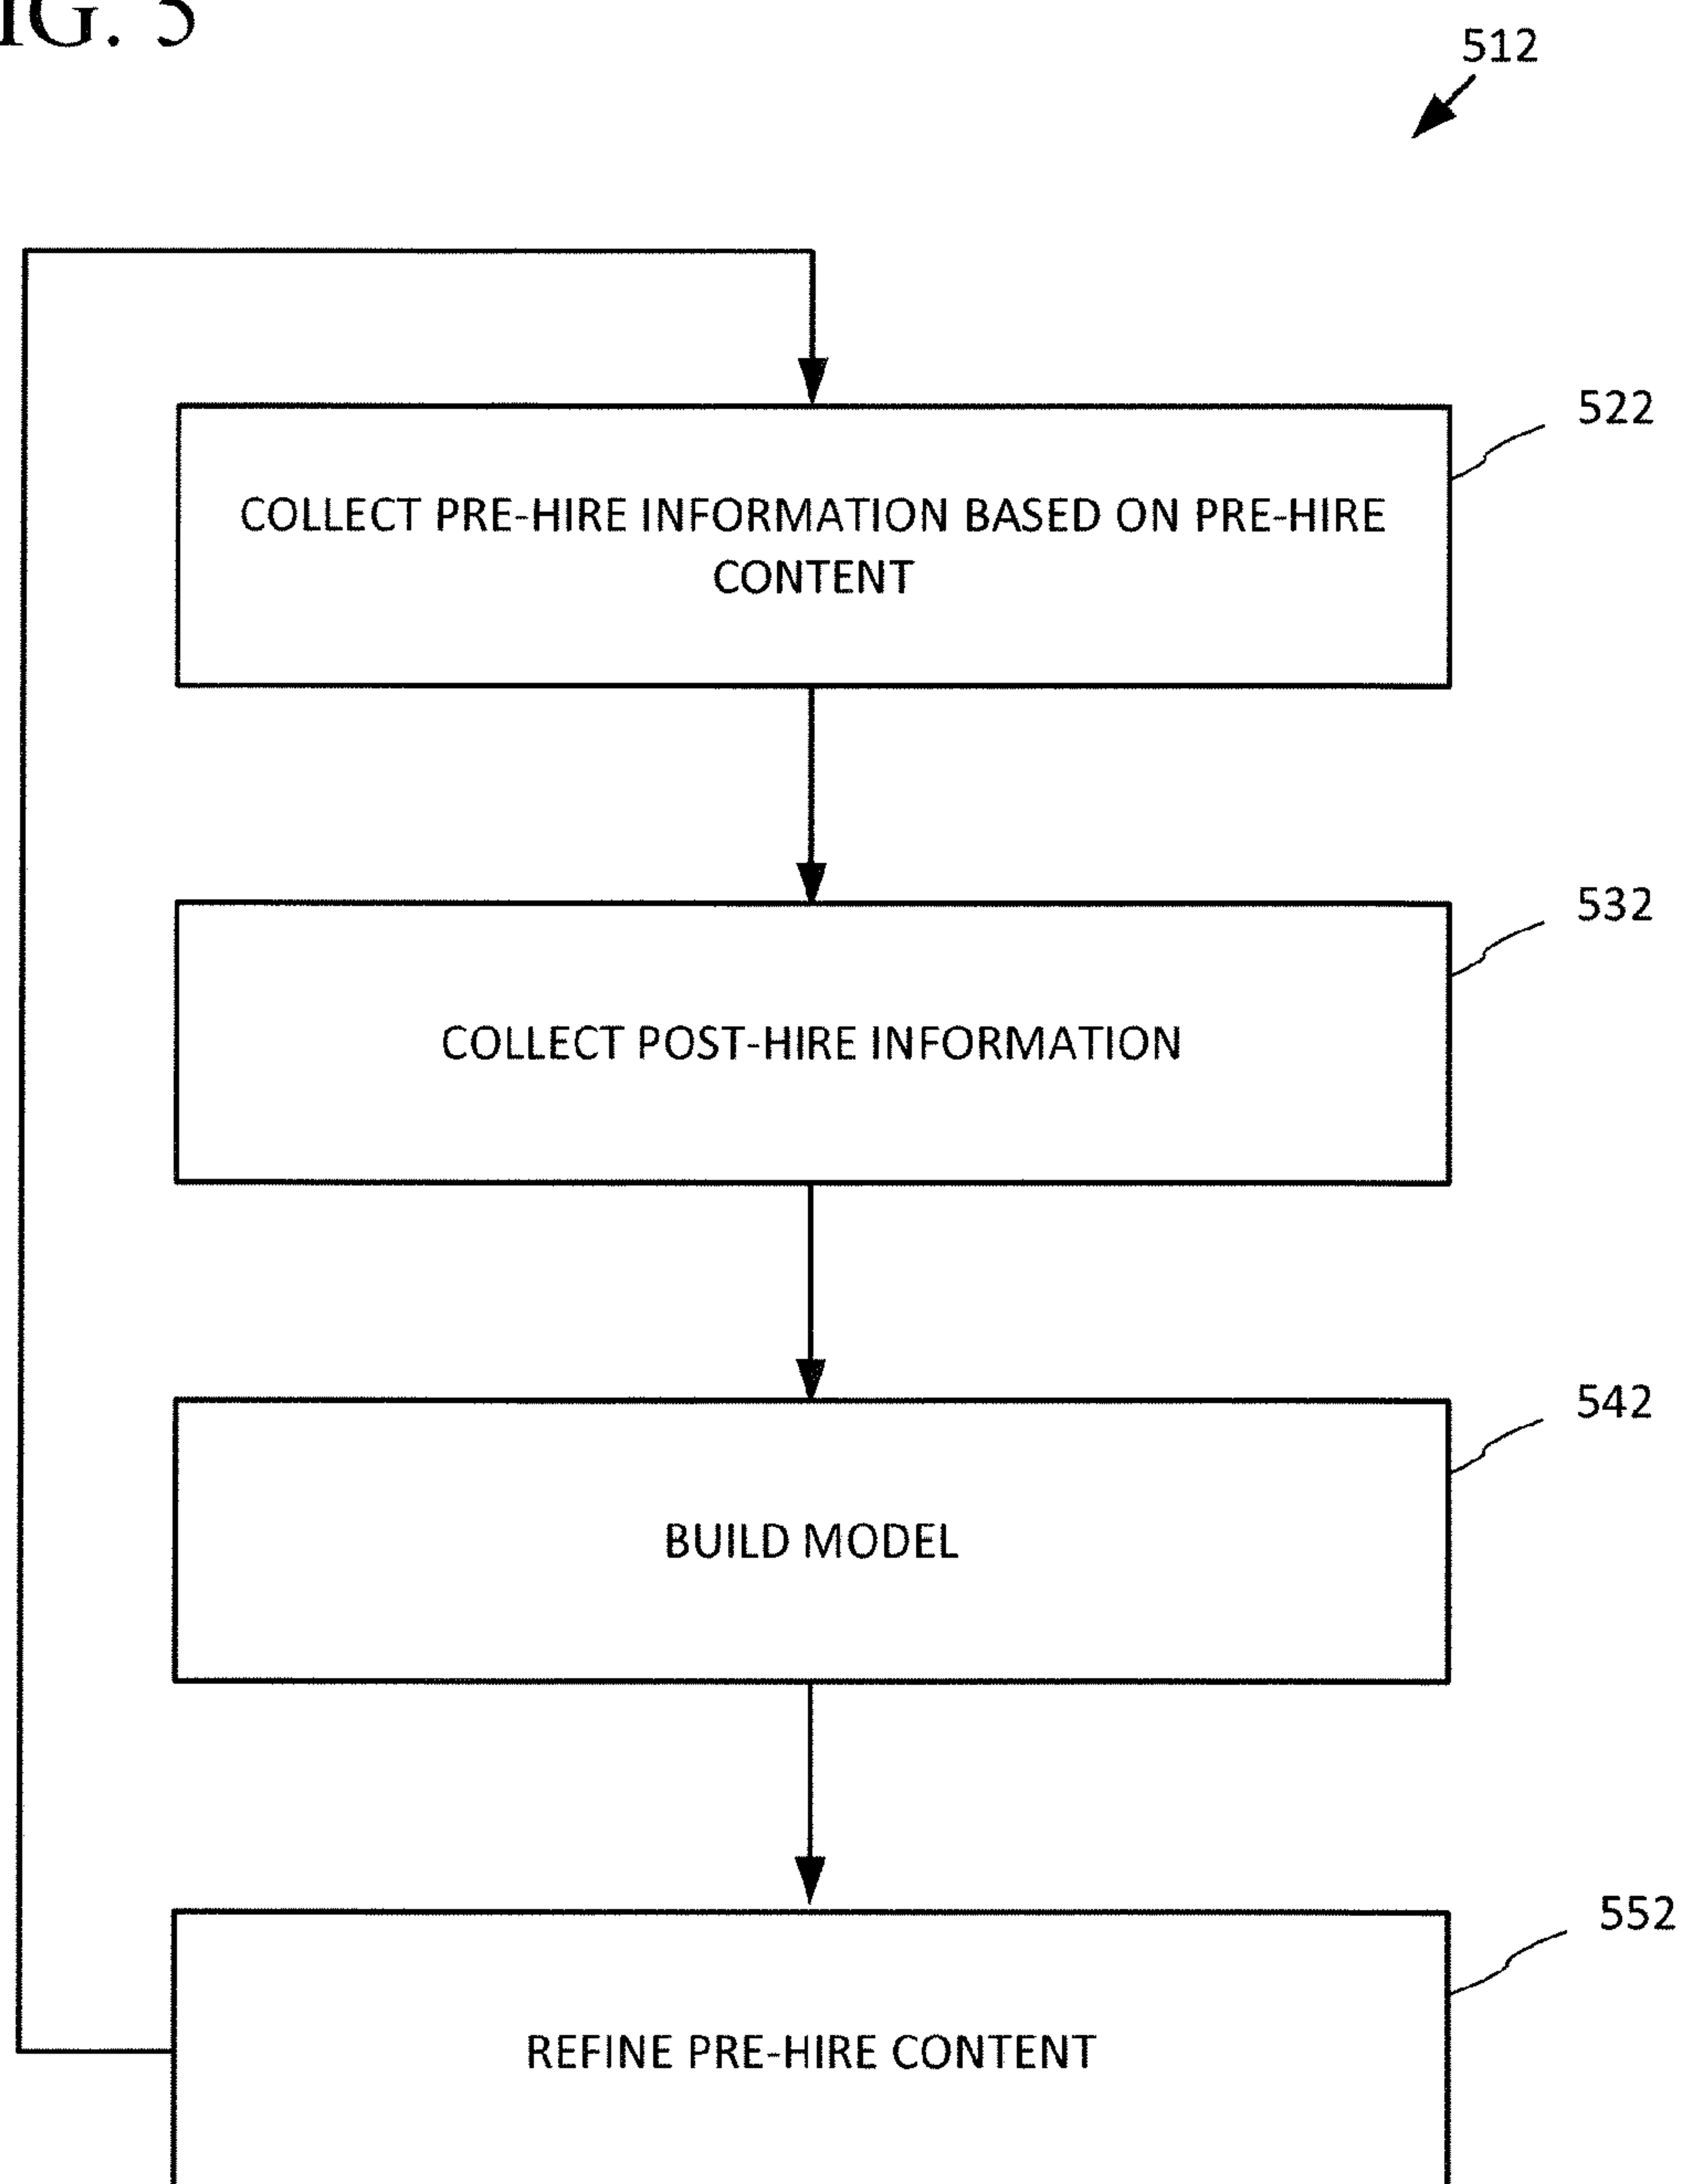 IG. 5
512
522
COLLECT PRE-HIRE INFORMATION BASED ON PRE-HIRE
CONTENT
532
COLLECT POST-HIRE INFORMATION
542
BUILD MODEL
552
REFINE PRE-HIRE CONTENT